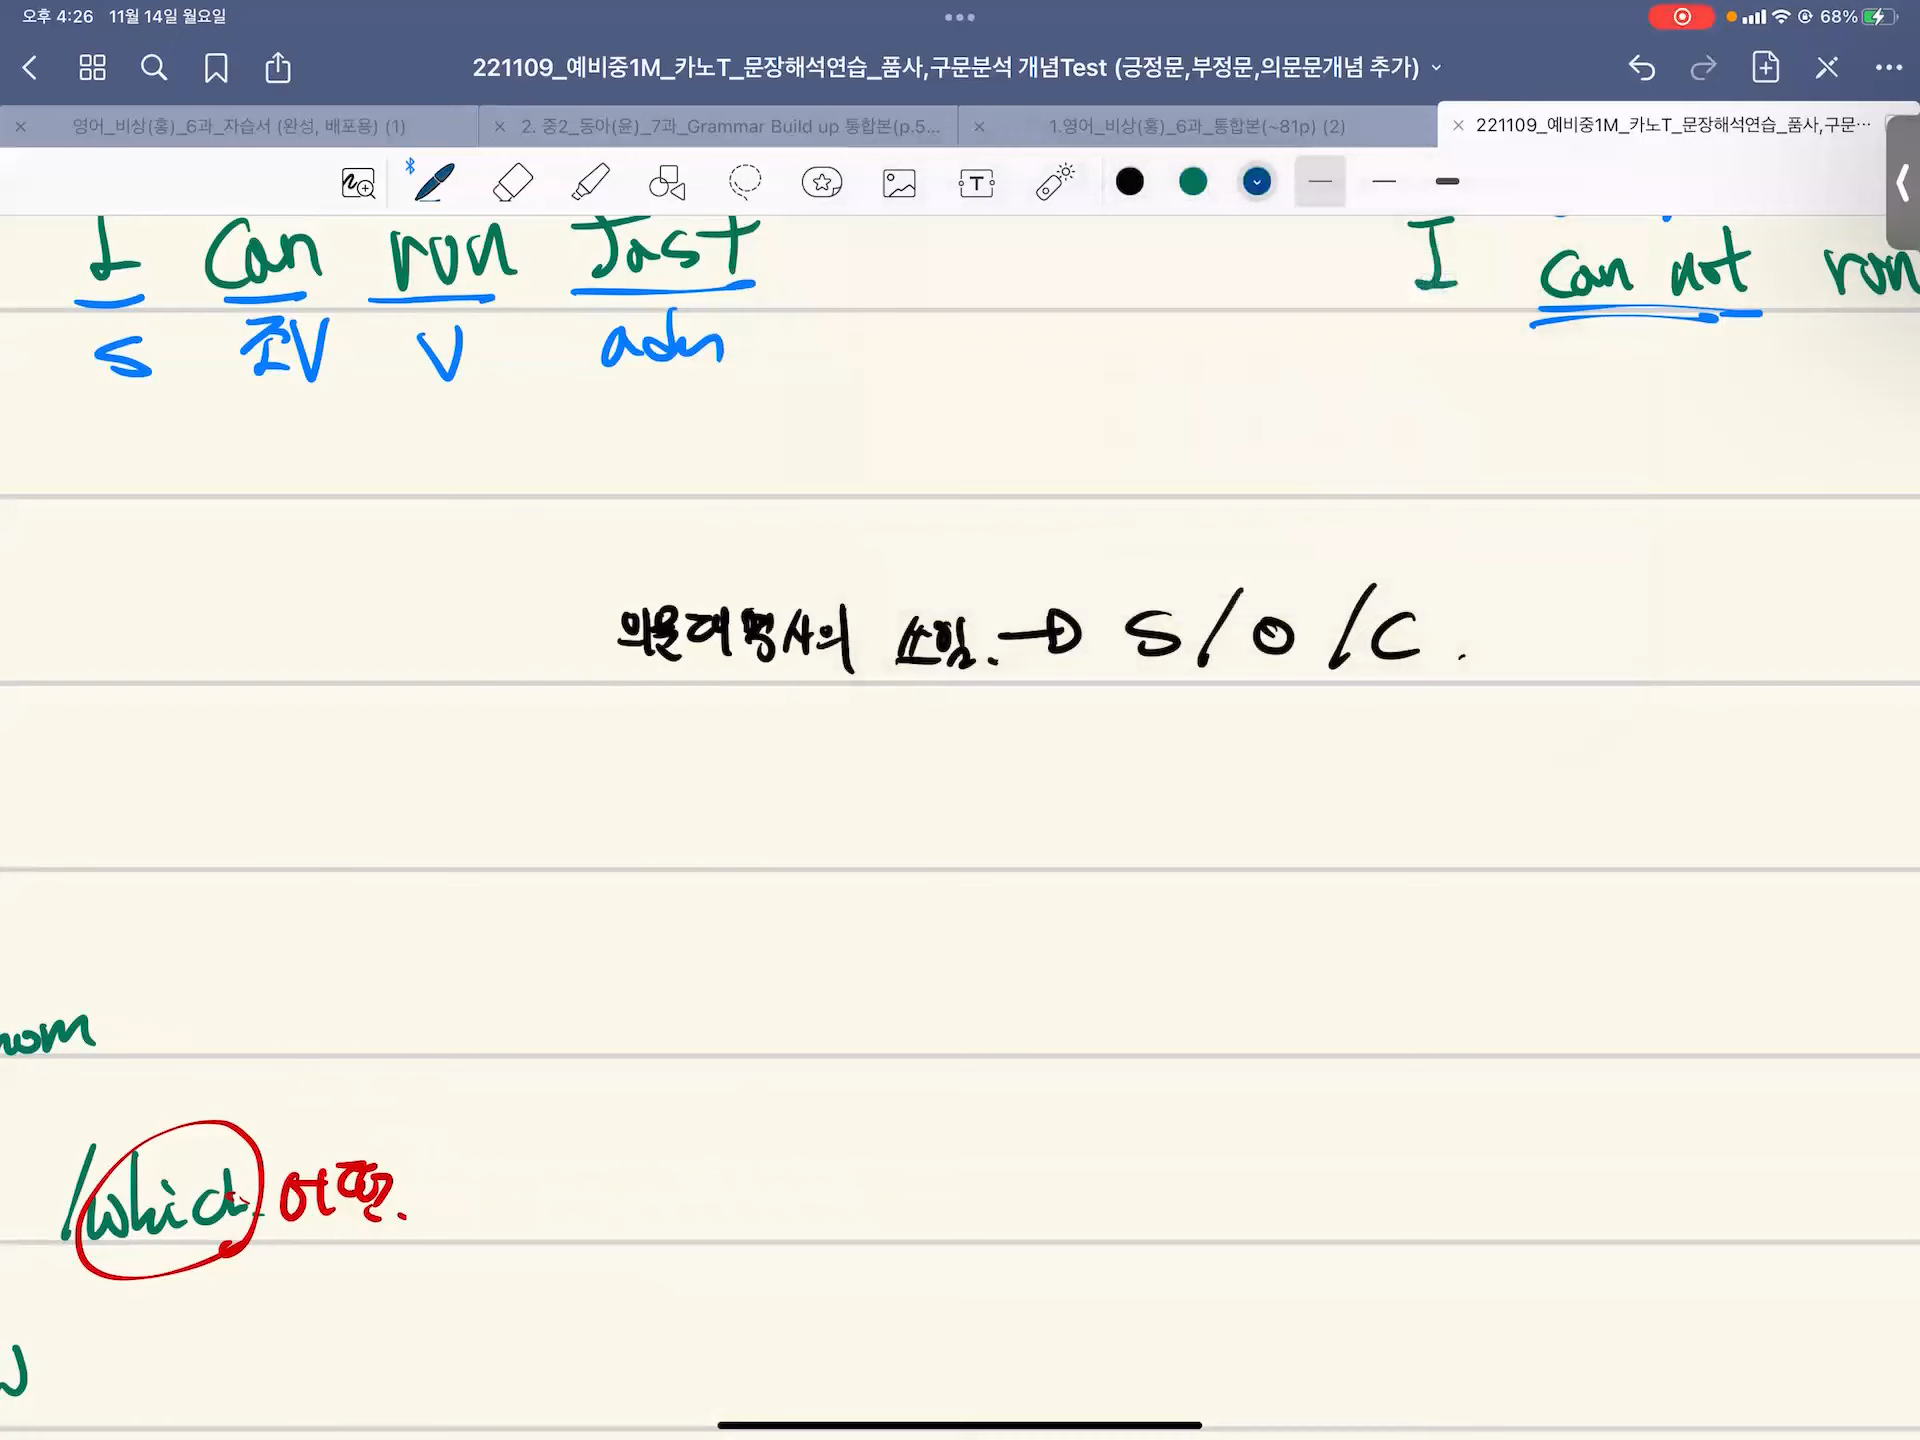 오후 4:26 11월 14일 월요일
68%
221109_예비중1M_카노T_문장해석연습_품사,구문분석 개념Test (긍정문,부정문,의문문개념 추가)
영어_비상(홍)_6과_자습서 (완성, 배포용) (1)
2. 중2_동아(윤)_7과_Grammar Build up 통합본(p.5...
1.영어_비상(홍)_6과_통합본(~81p) (2)
221109_예비중1M_카노T_문장해석연습_품사,구문···
I can run fast
I can not run
S 조V V adv
의문대명사의 쓰임. → S / O / C .
hom
/which. 어떤.